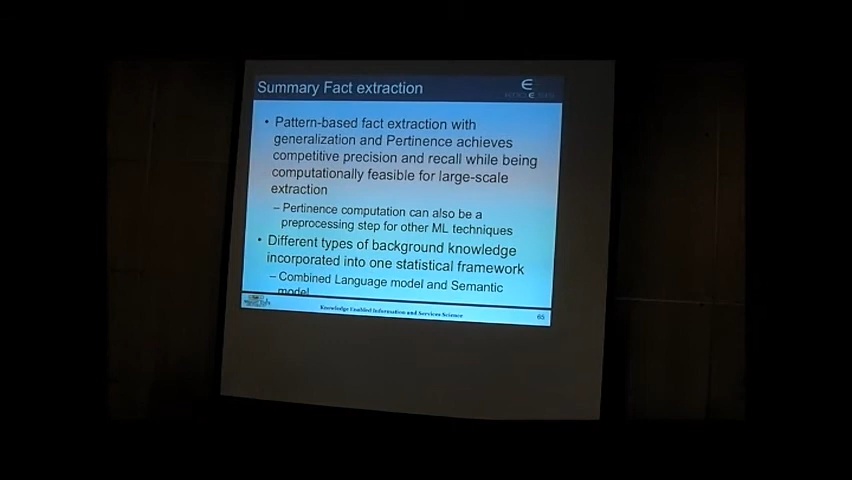 Summary Fact extraction
• Pattern-based fact extraction with
generalization and Pertinence achieves
competitive precision and recall while being
computationally feasible for large-scale
extraction
– Pertinence computation can also be a
preprocessing step for other ML techniques
• Different types of background knowledge
incorporated into one statistical framework
– Combined Language model and Semantic
model
Knowledge Enabled Information and Services Science
65